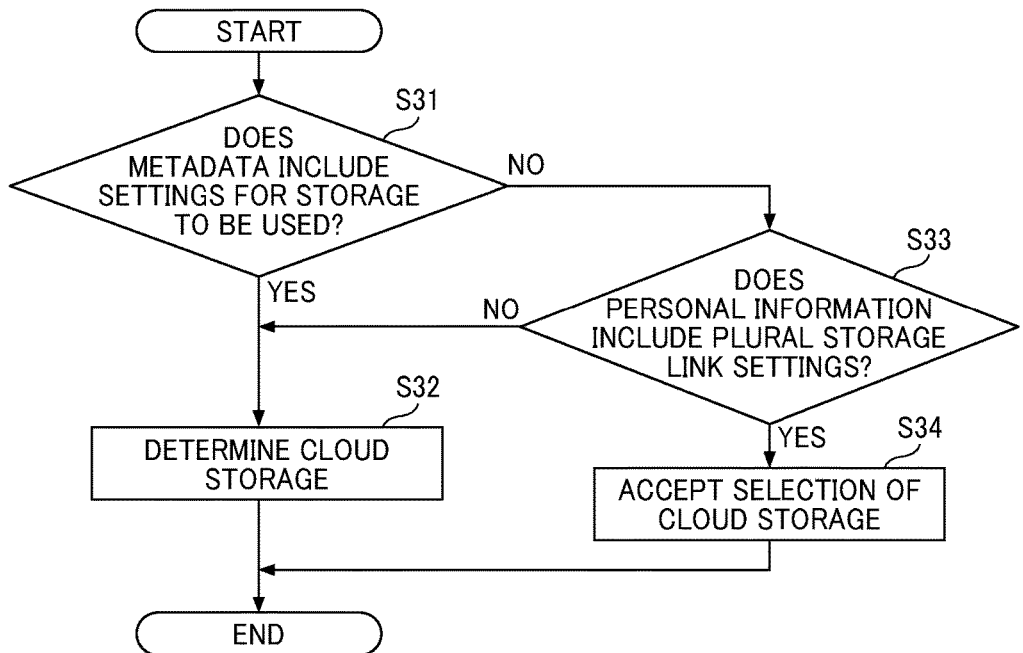 START
S31
DOES
METADATA INCLUDE
SETTINGS FOR STORAGE
TO BE USED?
NO
YES
S33
DOES
PERSONAL INFORMATION
INCLUDE PLURAL STORAGE
LINK SETTINGS?
NO
YES
S32
DETERMINE CLOUD
STORAGE
S34
ACCEPT SELECTION OF
CLOUD STORAGE
END